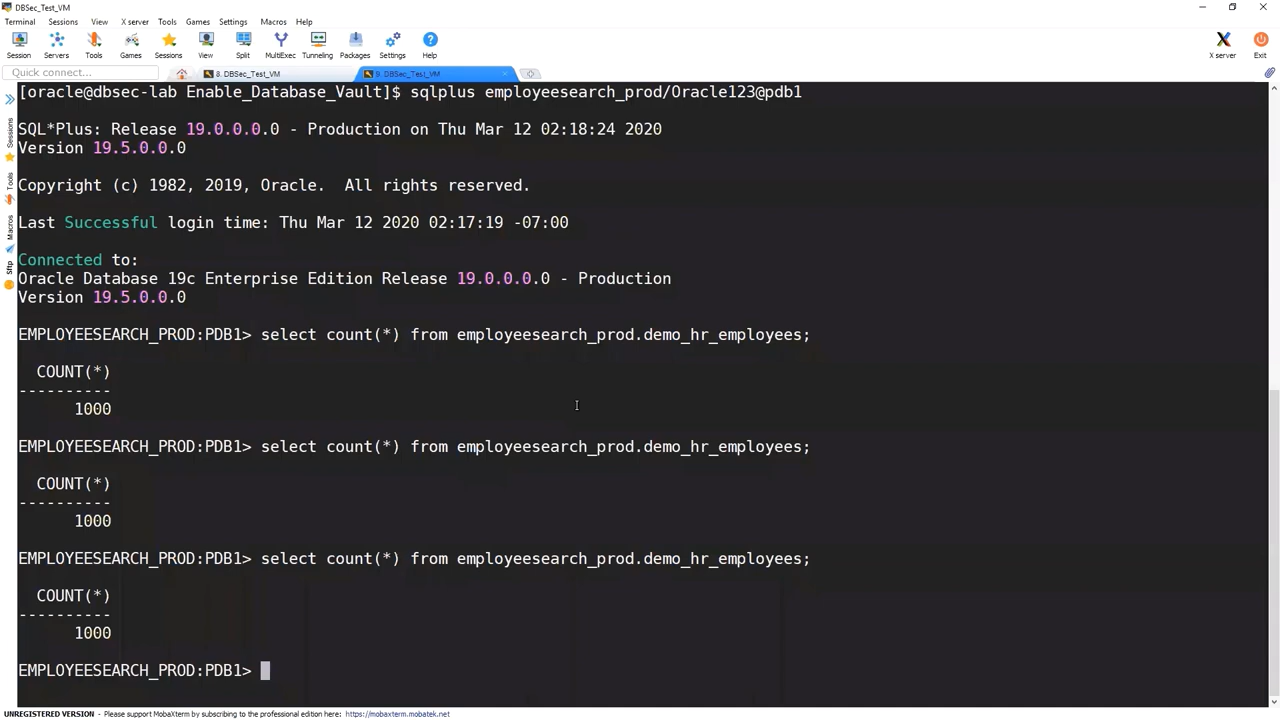 DBSec_Test_VM
Terminal Sessions View X server Tools Games Settings Macros Help
Session Servers Tools Games Sessions View Split MultiExec Tunneling Packages Settings Help X server Exit
Quick connect... 8. DBSec_Test_VM 9. DBSec_Test_VM
Sessions
Tools
Macros
Sftp
[oracle@dbsec-lab Enable_Database_Vault]$ sqlplus employeesearch_prod/Oracle123@pdb1
SQL*Plus: Release 19.0.0.0.0 - Production on Thu Mar 12 02:18:24 2020
Version 19.5.0.0.0
Copyright (c) 1982, 2019, Oracle.  All rights reserved.
Last Successful login time: Thu Mar 12 2020 02:17:19 -07:00
Connected to:
Oracle Database 19c Enterprise Edition Release 19.0.0.0.0 - Production
Version 19.5.0.0.0
EMPLOYEESEARCH_PROD:PDB1> select count(*) from employeesearch_prod.demo_hr_employees;
COUNT(*)
----------
1000
EMPLOYEESEARCH_PROD:PDB1> select count(*) from employeesearch_prod.demo_hr_employees;
COUNT(*)
----------
1000
EMPLOYEESEARCH_PROD:PDB1> select count(*) from employeesearch_prod.demo_hr_employees;
COUNT(*)
----------
1000
EMPLOYEESEARCH_PROD:PDB1>
UNREGISTERED VERSION - Please support MobaXterm by subscribing to the professional edition here: https://mobaxterm.mobatek.net